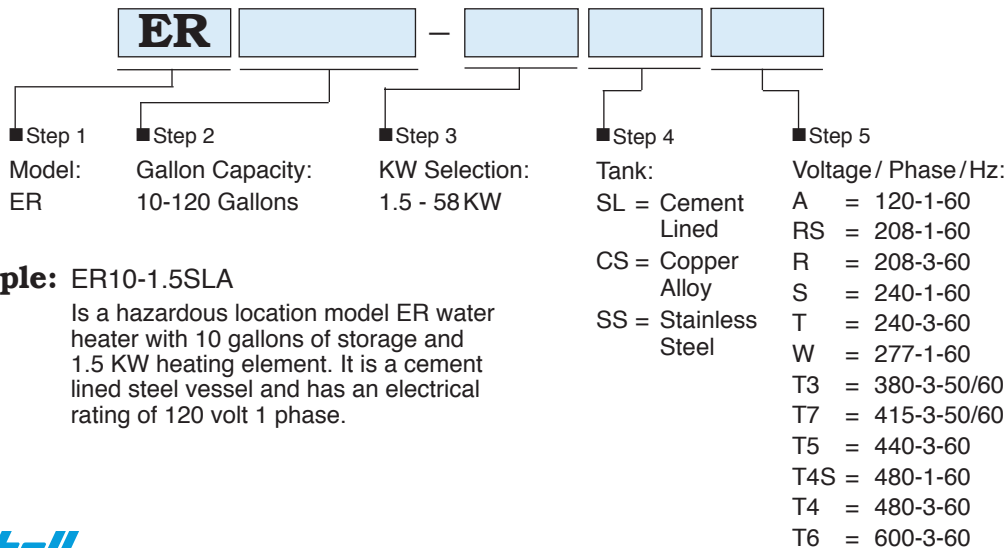 ER –
■Step 1
Model:
ER
■Step 2
Gallon Capacity:
10-120 Gallons
■Step 3
KW Selection:
1.5 - 58 KW
■Step 4
Tank:
SL = Cement
Lined
CS = Copper
Alloy
SS = Stainless
Steel
■Step 5
Voltage / Phase / Hz:
A = 120-1-60
RS = 208-1-60
R = 208-3-60
S = 240-1-60
T = 240-3-60
W = 277-1-60
T3 = 380-3-50/60
T7 = 415-3-50/60
T5 = 440-3-60
T4S = 480-1-60
T4 = 480-3-60
T6 = 600-3-60
ple: ER10-1.5SLA
Is a hazardous location model ER water
heater with 10 gallons of storage and
1.5 KW heating element. It is a cement
lined steel vessel and has an electrical
rating of 120 volt 1 phase.